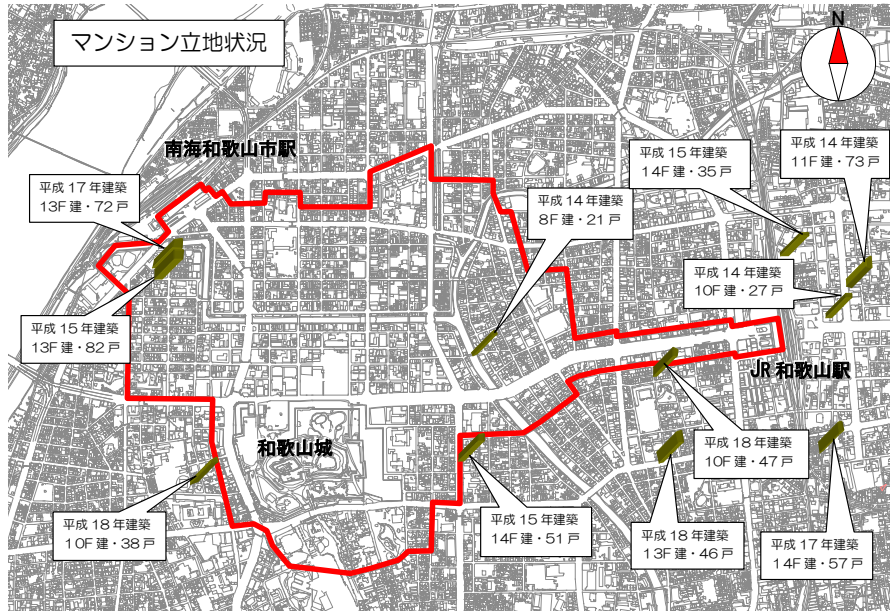 マンション立地状況
N
南海和歌山市駅
平成17年建築
13F建・72戸
平成15年建築
13F建・82戸
平成14年建築
8F建・21戸
平成15年建築
14F建・35戸
平成14年建築
11F建・73戸
平成14年建築
10F建・27戸
JR和歌山駅
和歌山城
平成18年建築
10F建・47戸
平成18年建築
10F建・38戸
平成15年建築
14F建・51戸
平成18年建築
13F建・46戸
平成17年建築
14F建・57戸